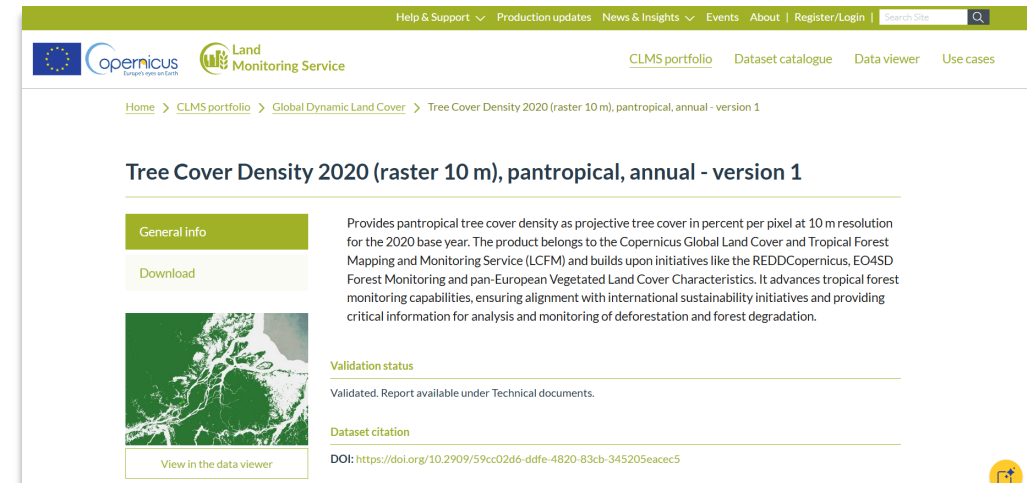 Help & Support Production updates News & Insights Events About | Register/Login | Search Site
opernicus
Europe's eyes on Earth
Land
Monitoring Service
CLMS portfolio Dataset catalogue Data viewer Use cases
Home > CLMS portfolio > Global Dynamic Land Cover > Tree Cover Density 2020 (raster 10 m), pantropical, annual - version 1
Tree Cover Density 2020 (raster 10 m), pantropical, annual - version 1
General info
Download
View in the data viewer
Provides pantropical tree cover density as projective tree cover in percent per pixel at 10 m resolution
for the 2020 base year. The product belongs to the Copernicus Global Land Cover and Tropical Forest
Mapping and Monitoring Service (LCFM) and builds upon initiatives like the REDDCopernicus, EO4SD
Forest Monitoring and pan-European Vegetated Land Cover Characteristics. It advances tropical forest
monitoring capabilities, ensuring alignment with international sustainability initiatives and providing
critical information for analysis and monitoring of deforestation and forest degradation.
Validation status
Validated. Report available under Technical documents.
Dataset citation
DOI: https://doi.org/10.2909/59cc02d6-ddfe-4820-83cb-345205eacec5